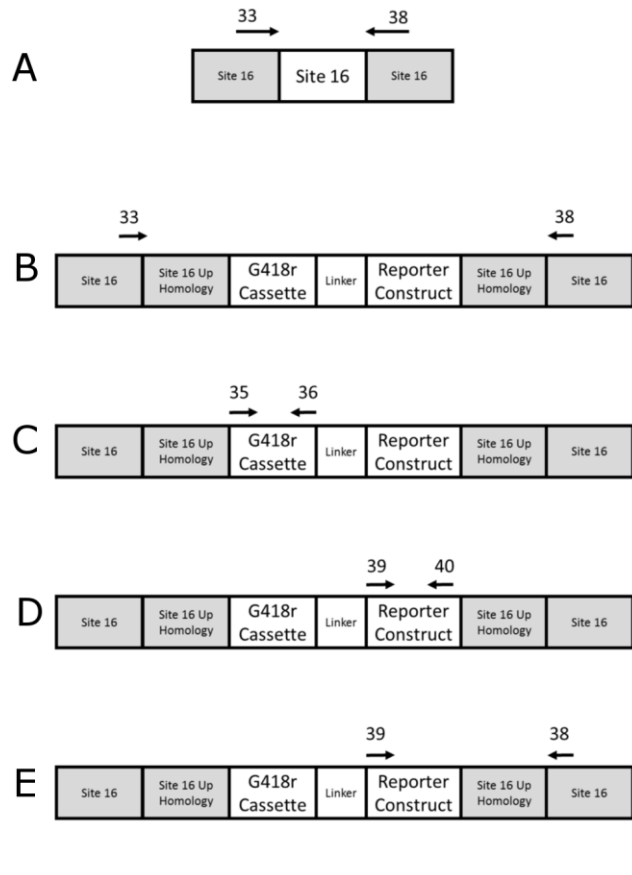 33 38
A Site 16 Site 16 Site 16
33 38
B Site 16 Site 16 Up Homology G418r Cassette Linker Reporter Construct Site 16 Up Homology Site 16
35 36
C Site 16 Site 16 Up Homology G418r Cassette Linker Reporter Construct Site 16 Up Homology Site 16
39 40
D Site 16 Site 16 Up Homology G418r Cassette Linker Reporter Construct Site 16 Up Homology Site 16
39 38
E Site 16 Site 16 Up Homology G418r Cassette Linker Reporter Construct Site 16 Up Homology Site 16